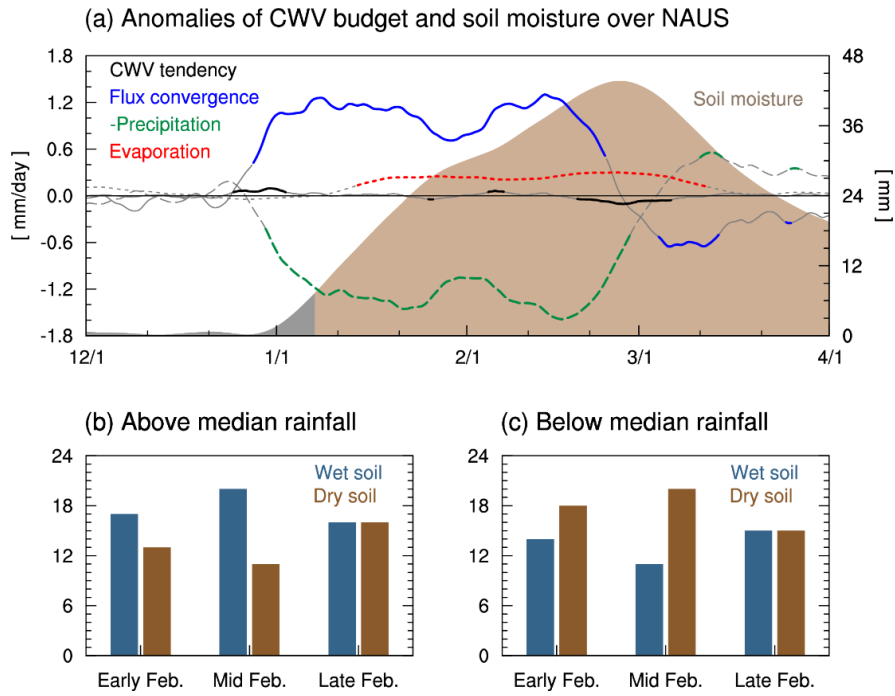 (a) Anomalies of CWV budget and soil moisture over NAUS
1.8
1.2
0.6
0.0
-0.6
-1.2
-1.8
[ mm/day ]
CWV tendency
Flux convergence
-Precipitation
Evaporation
Soil moisture
48
36
24
12
0
[ mm ]
12/1 1/1 2/1 3/1 4/1
(b) Above median rainfall
24
18
12
6
0
Wet soil
Dry soil
Early Feb. Mid Feb. Late Feb.
(c) Below median rainfall
24
18
12
6
0
Wet soil
Dry soil
Early Feb. Mid Feb. Late Feb.